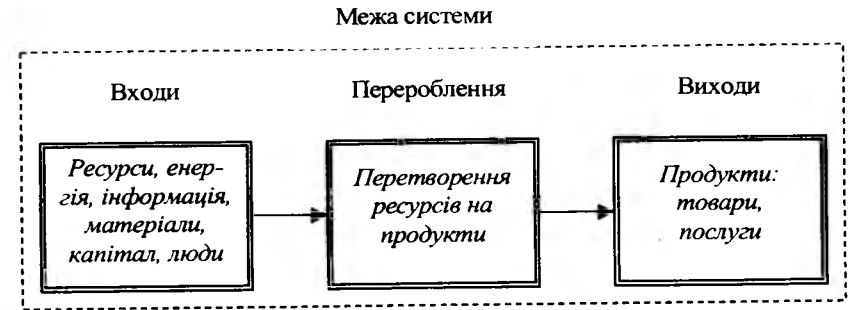 Межа системи
Входи
Перероблення
Виходи
Ресурси, енер-
гія, інформація,
матеріали,
капітал, люди
Перетворення
ресурсів на
продукти
Продукти:
товари,
послуги